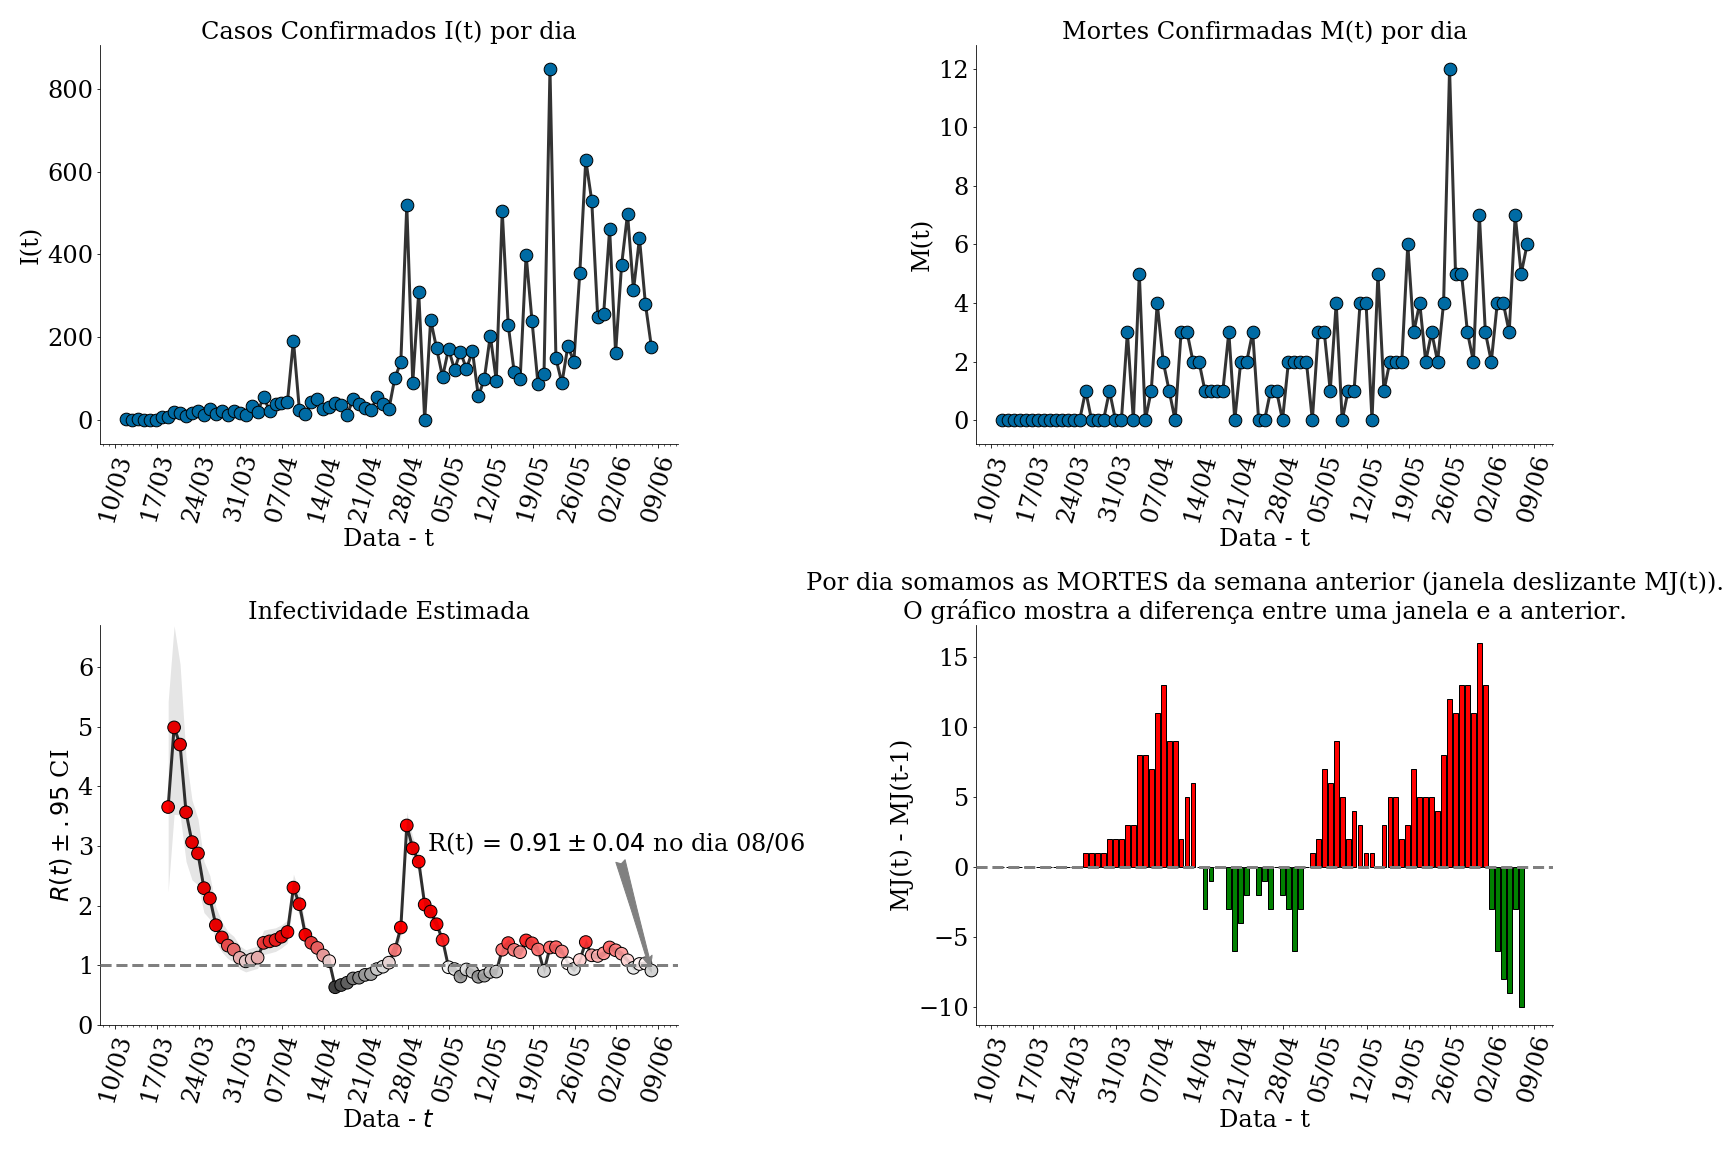 Casos Confirmados I(t) por dia
I(t)
800
600
400
200
0
10/03 17/03 24/03 31/03 07/04 14/04 21/04 28/04 05/05 12/05 19/05 26/05 02/06 09/06
Data - t
Mortes Confirmadas M(t) por dia
M(t)
12
10
8
6
4
2
0
10/03 17/03 24/03 31/03 07/04 14/04 21/04 28/04 05/05 12/05 19/05 26/05 02/06 09/06
Data - t
Infectividade Estimada
R(t) ± .95 CI
6
5
4
3
2
1
0
R(t) = 0.91 ± 0.04 no dia 08/06
10/03 17/03 24/03 31/03 07/04 14/04 21/04 28/04 05/05 12/05 19/05 26/05 02/06 09/06
Data - t
Por dia somamos as MORTES da semana anterior (janela deslizante MJ(t)).
O gráfico mostra a diferença entre uma janela e a anterior.
MJ(t) - MJ(t-1)
15
10
5
0
−5
−10
10/03 17/03 24/03 31/03 07/04 14/04 21/04 28/04 05/05 12/05 19/05 26/05 02/06 09/06
Data - t